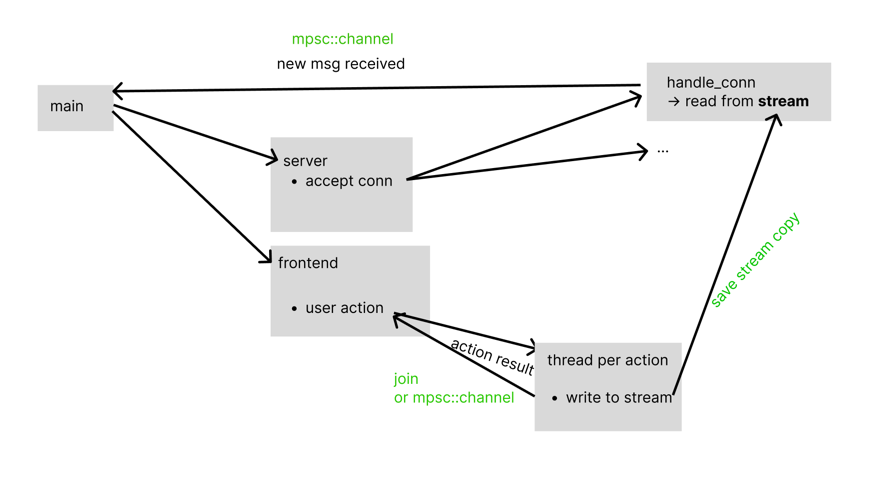 mpsc::channel
new msg received
main
handle_conn
→ read from stream
server
• accept conn
...
frontend
• user action
save stream copy
action result
join
or mpsc::channel
thread per action
• write to stream